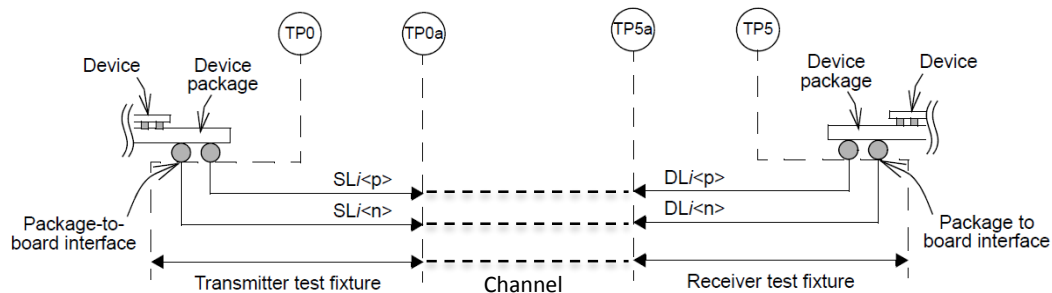 TP0
TP0a
TP5a
TP5
Device
Device
package
Device
package
Device
SLi<p>
DLi<p>
SLi<n>
DLi<n>
Package-to-
board interface
Package to
board interface
Transmitter test fixture
Channel
Receiver test fixture